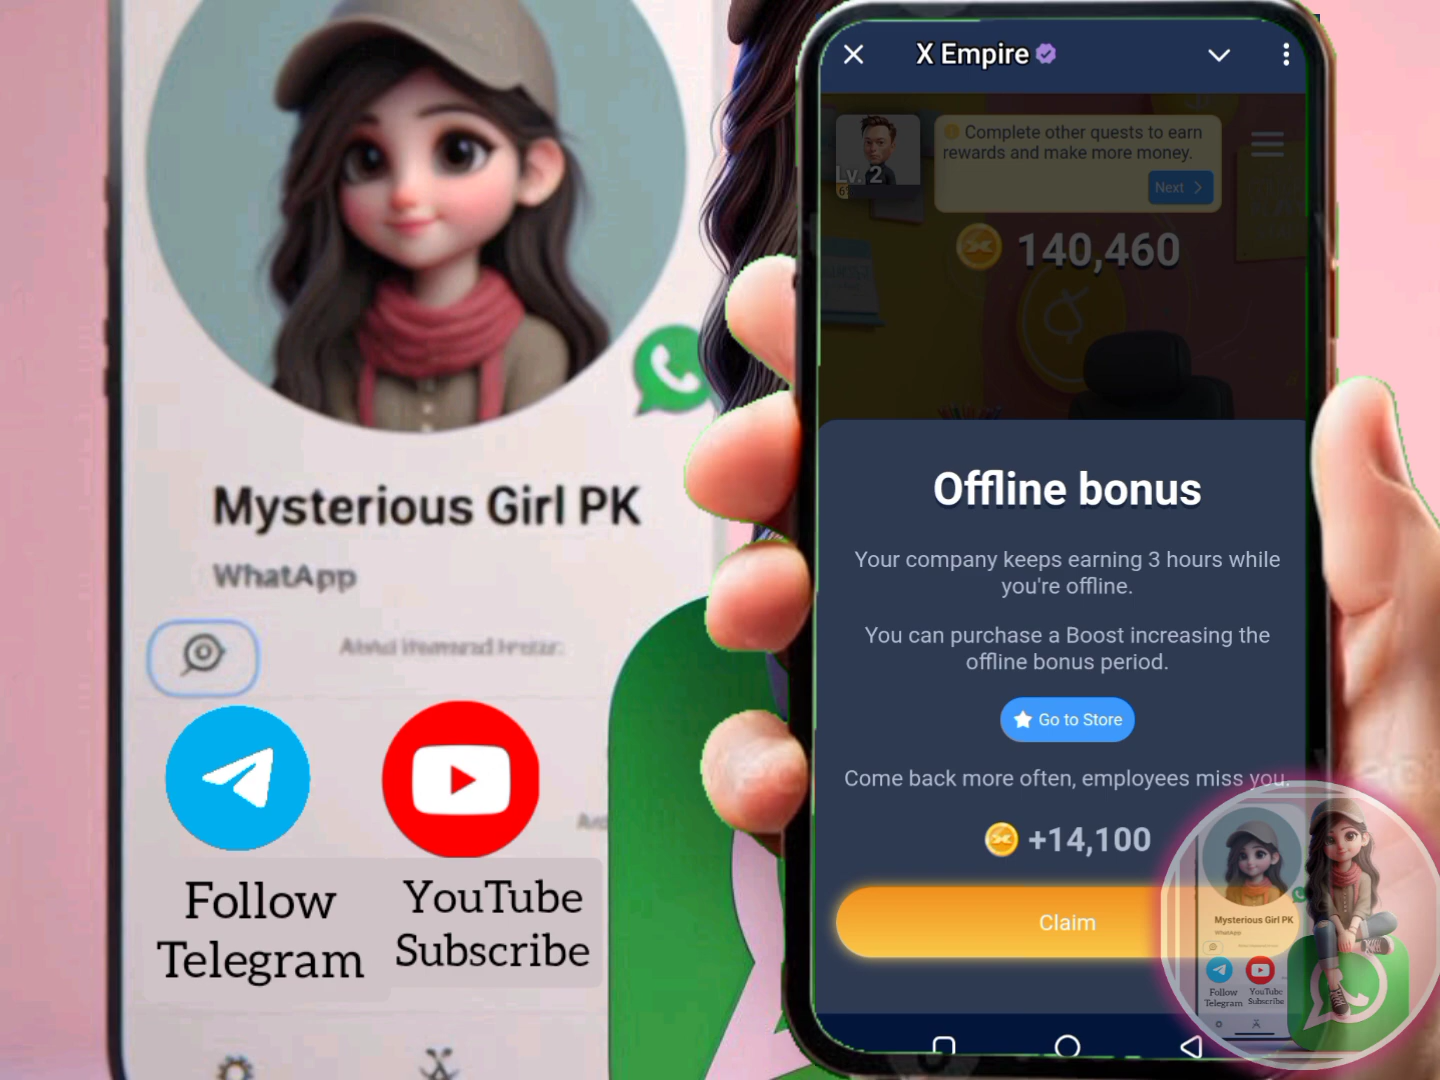 Mysterious Girl PK
WhatApp
Follow
Telegram
YouTube
Subscribe
X Empire
Lv. 2
Complete other quests to earn
rewards and make more money.
Next
140,460
Offline bonus
Your company keeps earning 3 hours while
you're offline.
You can purchase a Boost increasing the
offline bonus period.
Go to Store
Come back more often, employees miss you.
+14,100
Claim
Mysterious Girl PK
WhatsApp
Follow
Telegram
YouTube
Subscribe